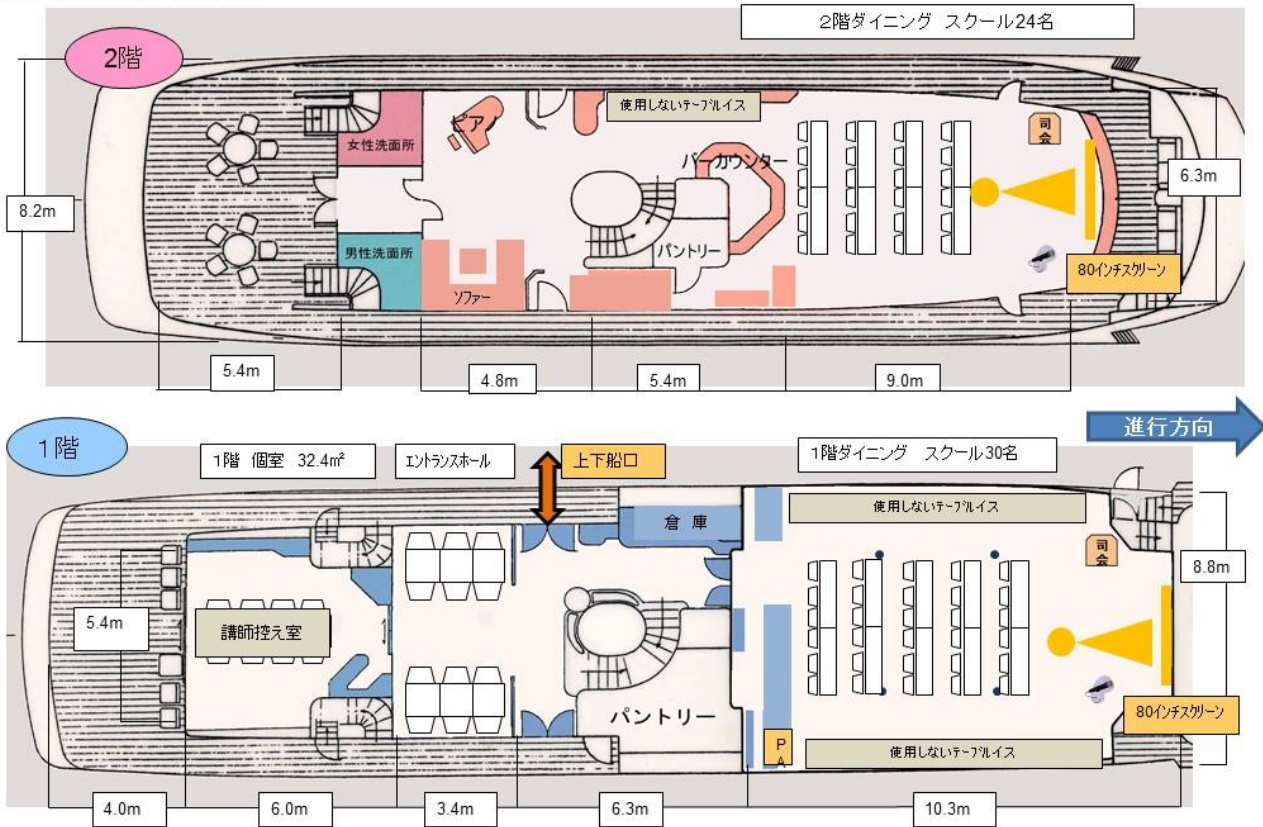 2階ダイニング スクール24名
2階
使用しないテーブルイス
ピアノ
司会
女性洗面所
バーカウンター
6.3m
8.2m
男性洗面所
パントリー
80インチスクリーン
ソファー
5.4m
4.8m
5.4m
9.0m
進行方向
1階
1階 個室 32.4㎡
エントランスホール
上下船口
1階ダイニング スクール30名
使用しないテーブルイス
倉庫
司会
8.8m
5.4m
講師控え室
パントリー
80インチスクリーン
PA
使用しないテーブルイス
4.0m
6.0m
3.4m
6.3m
10.3m